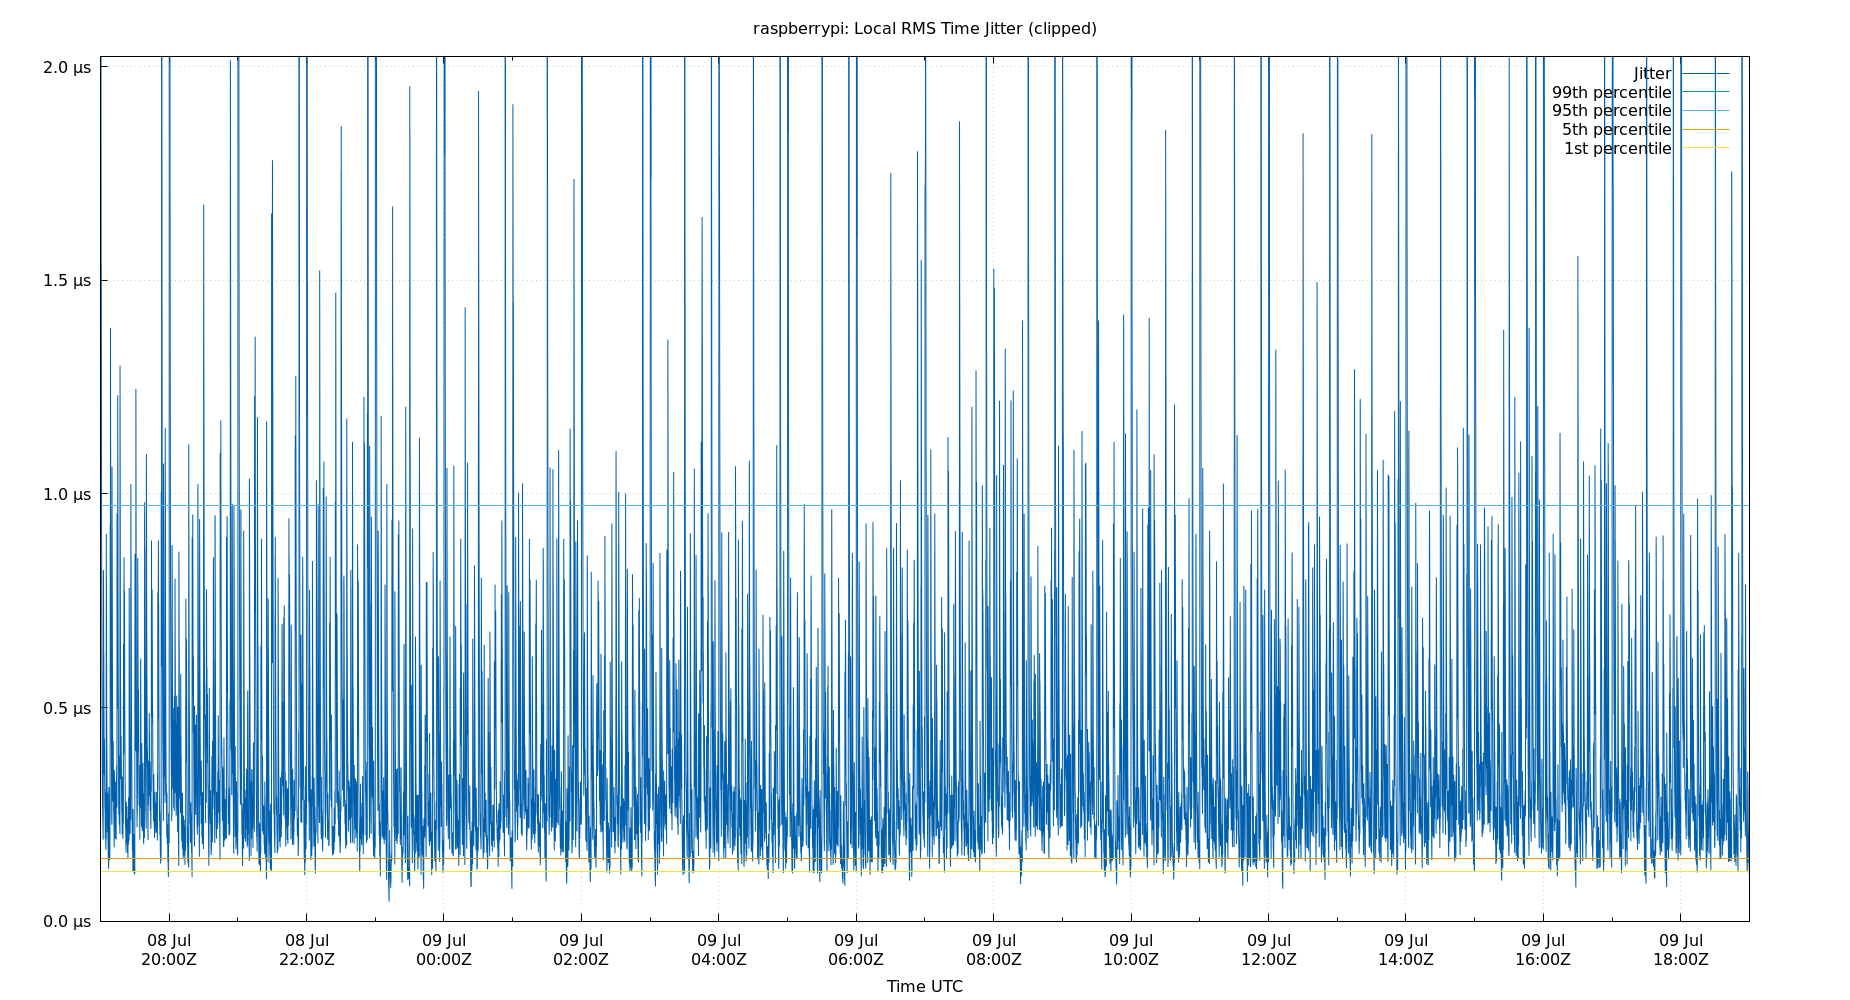 raspberrypi: Local RMS Time Jitter (clipped)
2.0 µs
1.5 µs
1.0 µs
0.5 µs
0.0 µs
Jitter
99th percentile
95th percentile
5th percentile
1st percentile
08 Jul
20:00Z
08 Jul
22:00Z
09 Jul
00:00Z
09 Jul
02:00Z
09 Jul
04:00Z
09 Jul
06:00Z
09 Jul
08:00Z
09 Jul
10:00Z
09 Jul
12:00Z
09 Jul
14:00Z
09 Jul
16:00Z
09 Jul
18:00Z
Time UTC